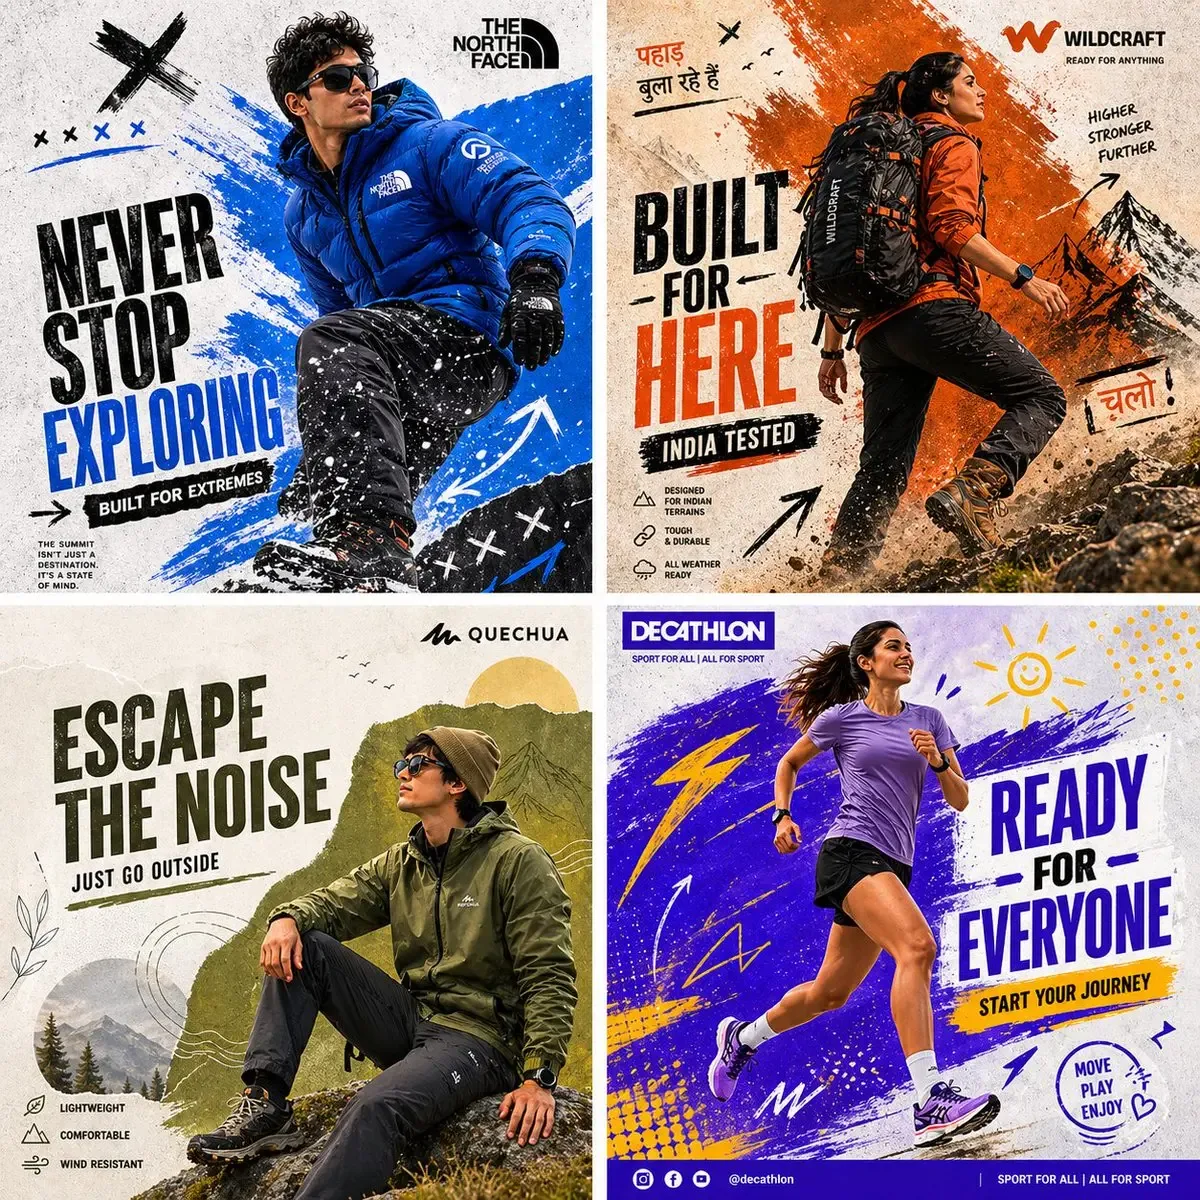 THE
NORTH
FACE
NEVER
STOP
EXPLORING
BUILT FOR EXTREMES
THE SUMMIT
ISN'T JUST A
DESTINATION.
IT'S A STATE
OF MIND.
THE
NORTH
FACE
पहाड़
बुला रहे हैं
WILDCRAFT
READY FOR ANYTHING
HIGHER
STRONGER
FURTHER
WILDCRAFT
BUILT
FOR
HERE
INDIA TESTED
चलो !
DESIGNED
FOR INDIAN
TERRAINS
TOUGH
& DURABLE
ALL WEATHER
READY
QUECHUA
ESCAPE
THE NOISE
JUST GO OUTSIDE
LIGHTWEIGHT
COMFORTABLE
WIND RESISTANT
DECATHLON
SPORT FOR ALL | ALL FOR SPORT
READY
FOR
EVERYONE
START YOUR JOURNEY
MOVE
PLAY
ENJOY
@decathlon
SPORT FOR ALL | ALL FOR SPORT